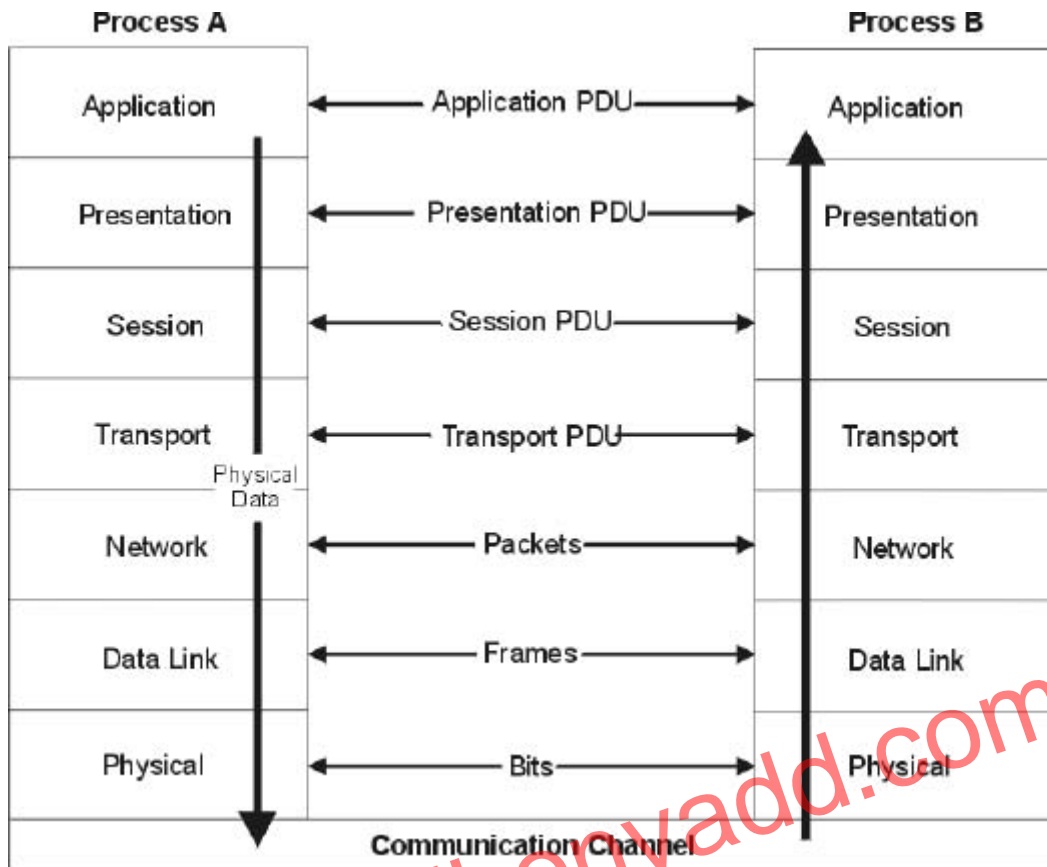 Process A Process B
Application Application PDU Application
Presentation Presentation PDU Presentation
Session Session PDU Session
Transport Transport PDU Transport
Physical
Data
Network Packets Network
Data Link Frames Data Link
Physical Bits Physical
Communication Channel